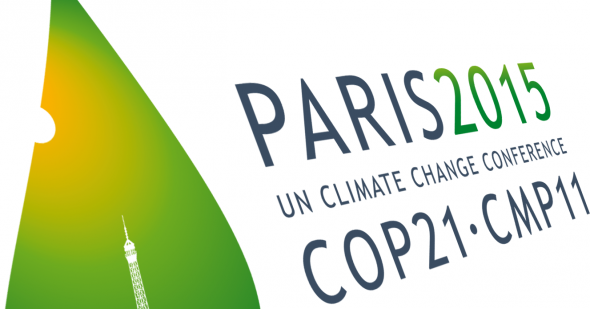 PARIS2015
UN CLIMATE CHANGE CONFERENCE
COP21·CMP11